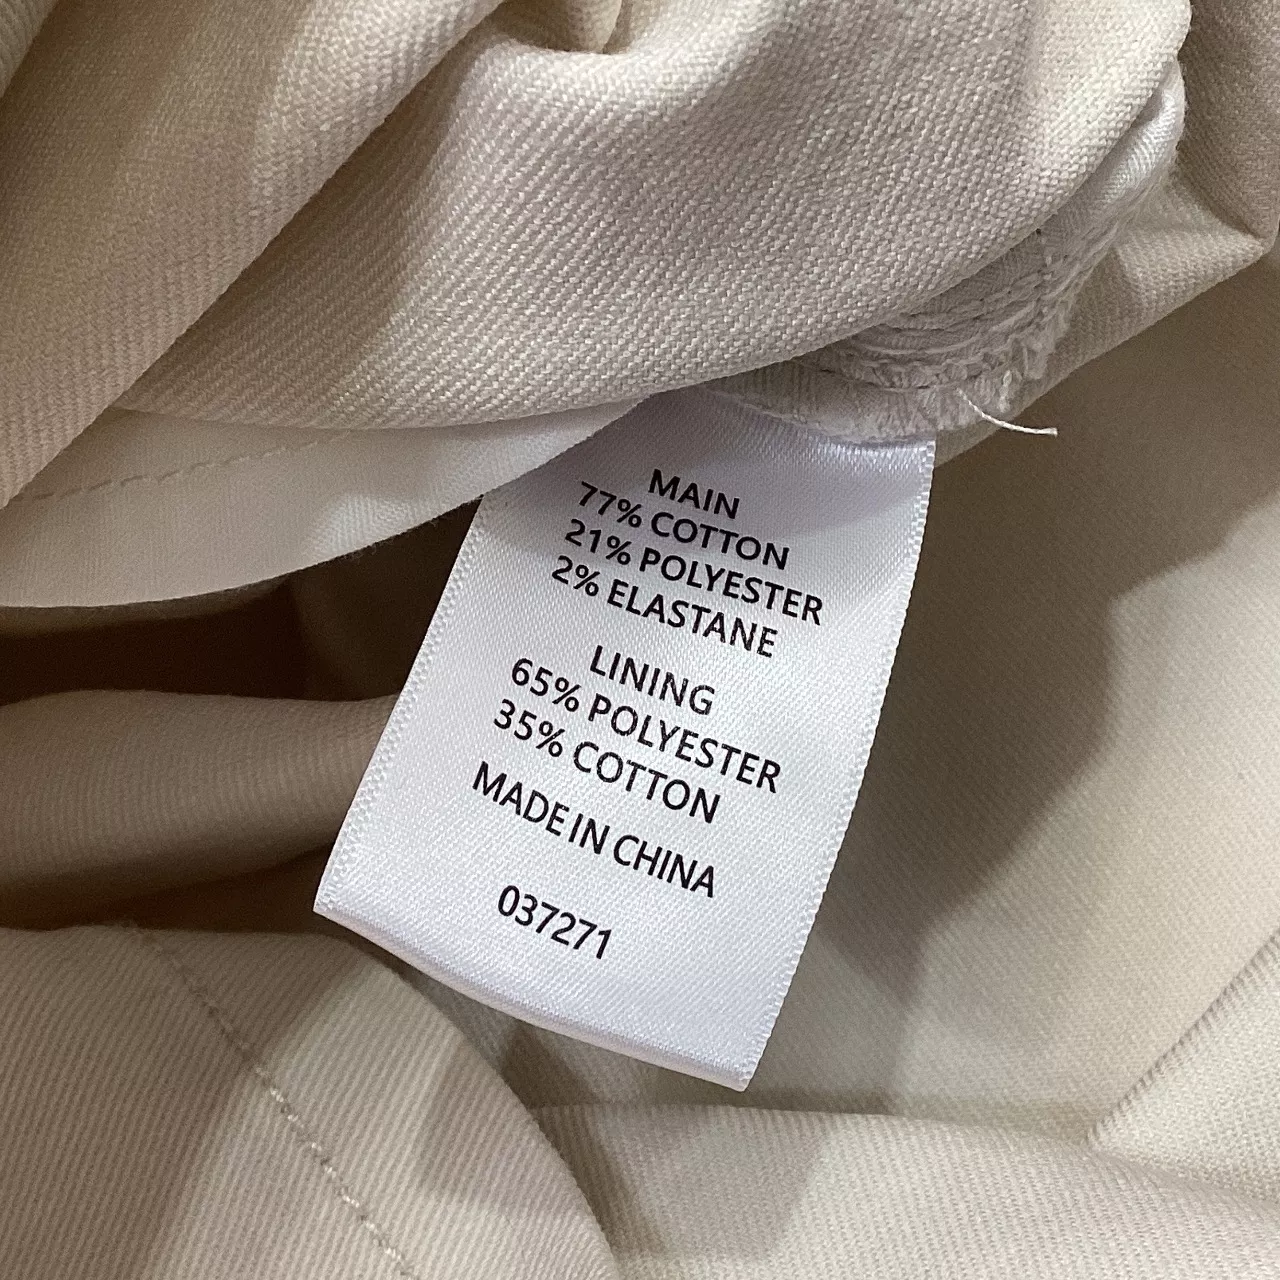 MAIN
77% COTTON
21% POLYESTER
2% ELASTANE
LINING
65% POLYESTER
35% COTTON
MADE IN CHINA
037271